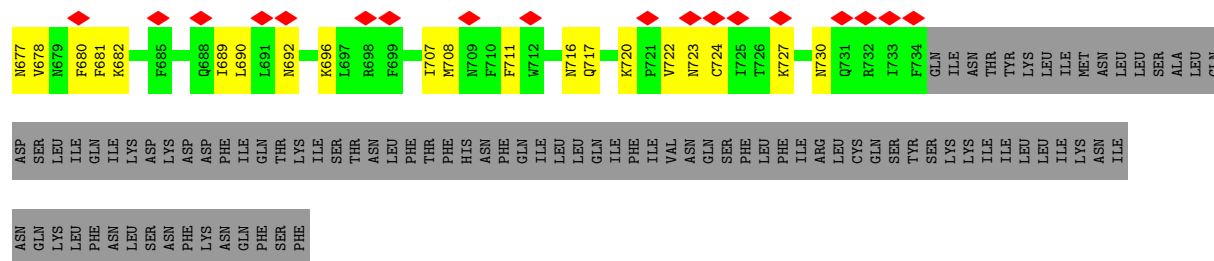 N677 V678 N679 F680 F681 K682 F685 Q688 I689 L690 L691 N692 K696 L697 R698 F699 I707 M708 N709 F710 F711 W712 N716 Q717 K720 P721 V722 N723 C724 I725 T726 K727 N730 Q731 R732 I733 F734 GLN ILE ASN THR TYR LYS LEU ILE MET ASN LEU LEU SER ALA LEU GLN
ASP SER LEU ILE GLN ILE LYS ASP LYS ASP ASP PHE ILE GLN THR LYS ILE SER THR ASN LEU PHE THR PHE HIS ASN PHE GLN ILE LEU LEU GLN ILE PHE ILE VAL ASN GLN SER PHE LEU PHE ILE ARG LEU CYS GLN SER TYR SER LYS LYS ILE ILE LEU LEU ILE LYS ASN ILE
ASN GLN LYS LEU PHE ASN LEU SER ASN PHE LYS ASN GLN PHE SER PHE